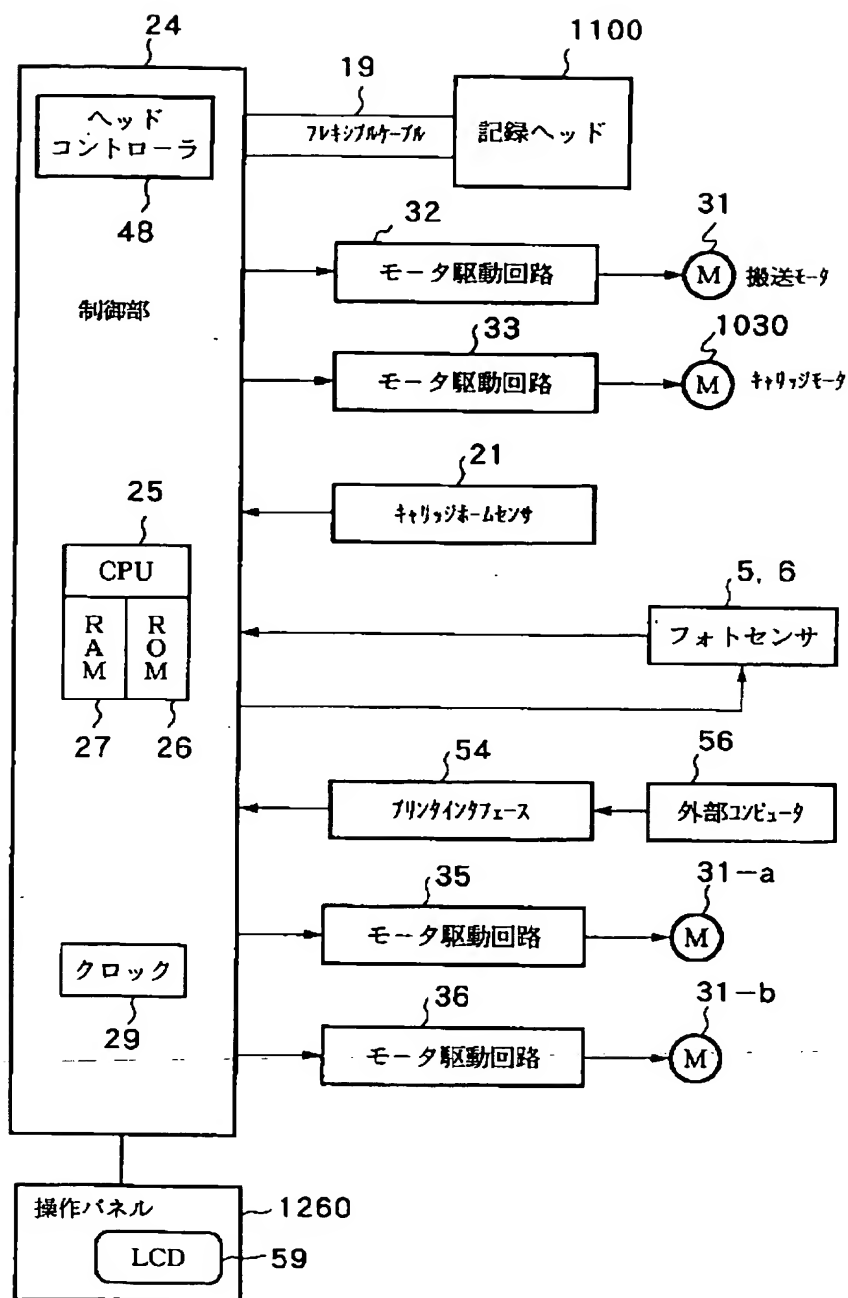 24
1100
ヘッド
コントローラ
48
19
フレキシブルケーブル
記録ヘッド
32
モータ駆動回路
31
M
搬送モータ
制御部
33
モータ駆動回路
1030
M
キャリッジモータ
21
キャリッジホームセンサ
25
CPU
RAM
ROM
27
26
5, 6
フォトセンサ
54
プリンタインタフェース
56
外部コンピュータ
35
モータ駆動回路
31-a
M
クロック
29
36
モータ駆動回路
31-b
M
操作パネル
1260
LCD
59